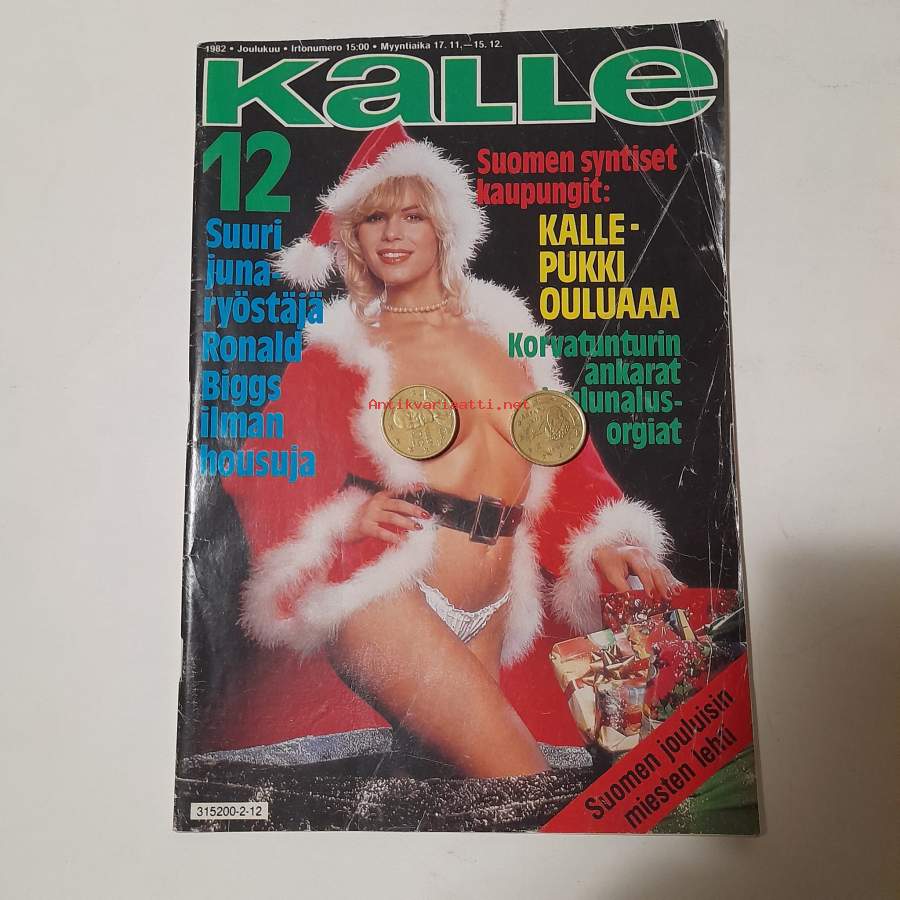 1982 • Joulukuu • Irtonumero 15:00 • Myyntiaika 17. 11.—15. 12.
KaLLe
12
Suuri
juna-
ryöstäjä
Ronald
Biggs
ilman
housuja
Suomen syntiset
kaupungit:
KALLE-
PUKKI
OULUAAA
Korvatunturin
ankarat
orgiat
Antikvariaatti.net
Suomen jouluisin
miesten lehti
315200-2-12